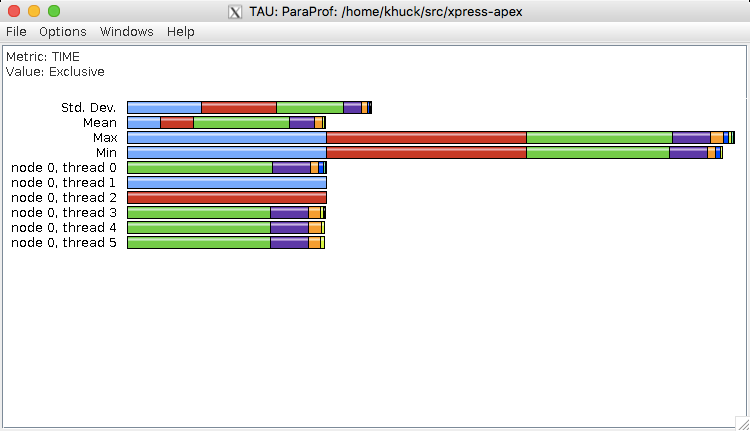 TAU: ParaProf: /home/khuck/src/xpress-apex
File Options Windows Help
Metric: TIME
Value: Exclusive
Std. Dev.
Mean
Max
Min
node 0, thread 0
node 0, thread 1
node 0, thread 2
node 0, thread 3
node 0, thread 4
node 0, thread 5